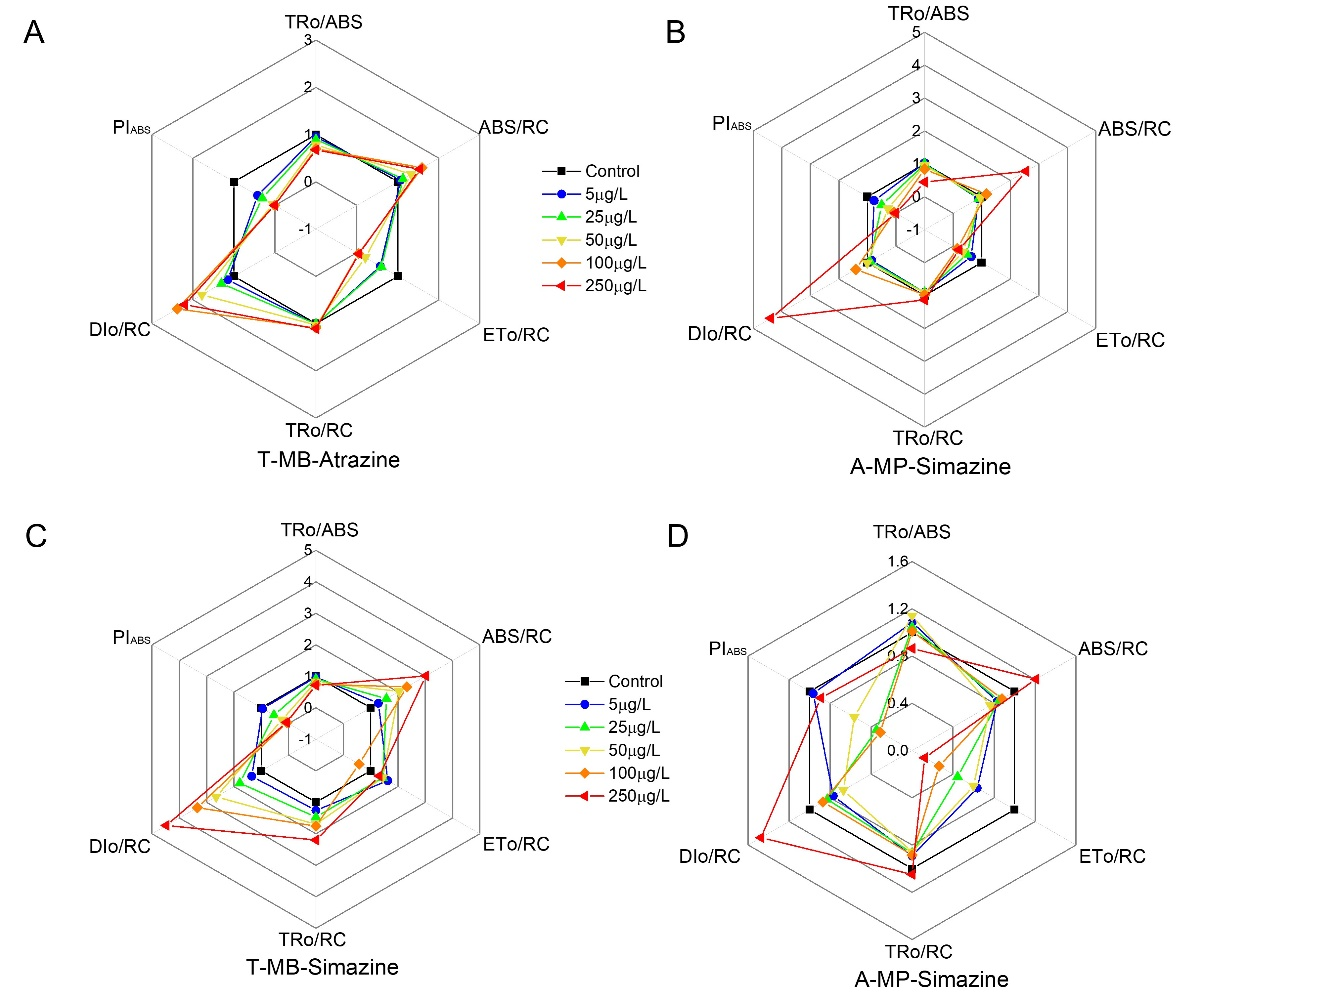 A
TRo/ABS
3
2
1
0
-1
PIABS
ABS/RC
DIo/RC
ETo/RC
TRo/RC
T-MB-Atrazine
Control
5μg/L
25μg/L
50μg/L
100μg/L
250μg/L
B
TRo/ABS
5
4
3
2
1
0
-1
PIABS
ABS/RC
DIo/RC
ETo/RC
TRo/RC
A-MP-Simazine
C
TRo/ABS
5
4
3
2
1
0
-1
PIABS
ABS/RC
DIo/RC
ETo/RC
TRo/RC
T-MB-Simazine
Control
5μg/L
25μg/L
50μg/L
100μg/L
250μg/L
D
TRo/ABS
1.6
1.2
0.8
0.4
0.0
PIABS
ABS/RC
DIo/RC
ETo/RC
TRo/RC
A-MP-Simazine